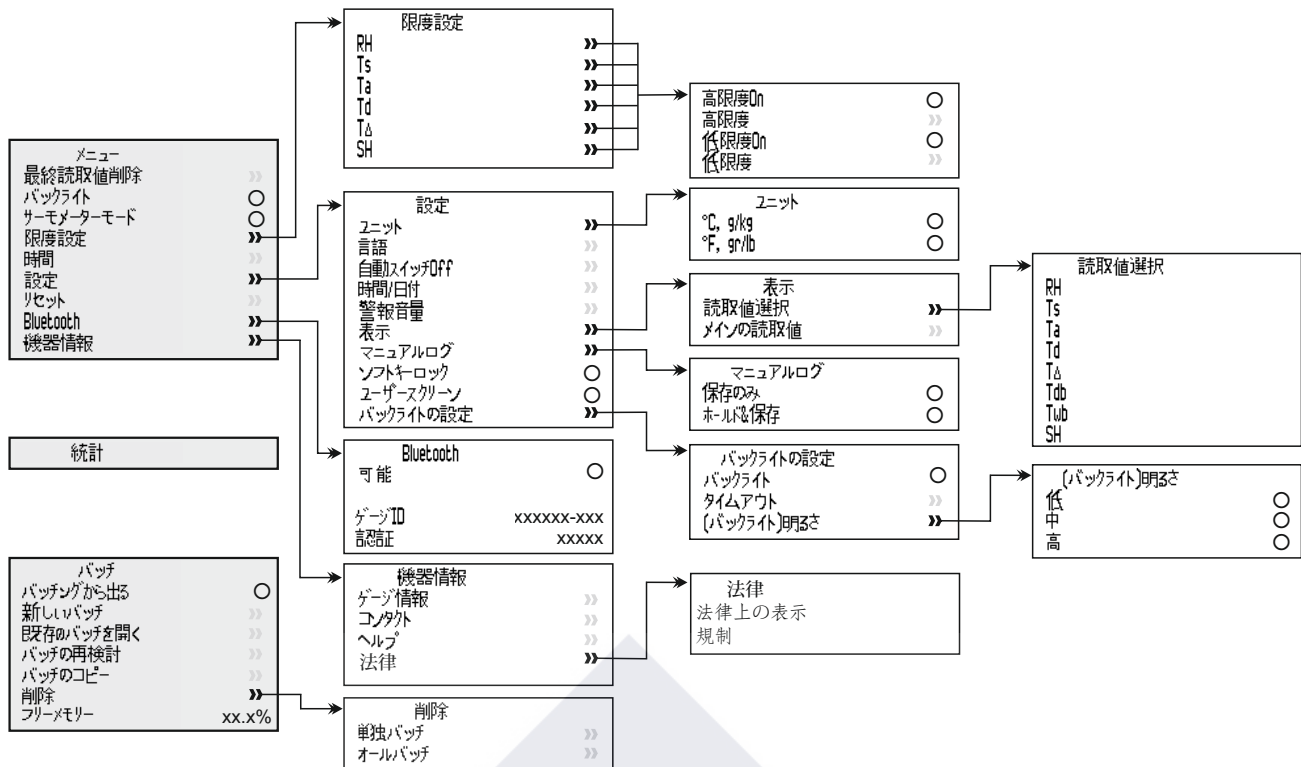 メニュー
最終読取値削除
バックライト
サーモメーターモード
限度設定
時間
設定
リセット
Bluetooth
機器情報
統計
バッチ
バッチングから出る
新しいバッチ
既存のバッチを開く
バッチの再検討
バッチのコピー
削除
フリーメモリー xx.x%
限度設定
RH
Ts
Ta
Td
T△
SH
設定
ユニット
言語
自動スイッチOff
時間/日付
警報音量
表示
マニュアルログ
ソフトキーロック
ユーザースクリーン
バックライトの設定
Bluetooth
可能
ゲージID xxxxxx-xxx
認証 xxxxx
機器情報
ゲージ情報
コンタクト
ヘルプ
法律
削除
単独バッチ
オールバッチ
高限度On
高限度
低限度On
低限度
ユニット
°C, g/kg
°F, gr/lb
表示
読取値選択
メインの読取値
マニュアルログ
保存のみ
ホールド&保存
バックライトの設定
バックライト
タイムアウト
(バックライト)明るさ
法律
法律上の表示
規制
読取値選択
RH
Ts
Ta
Td
T△
Tdb
Twb
SH
(バックライト)明るさ
低
中
高